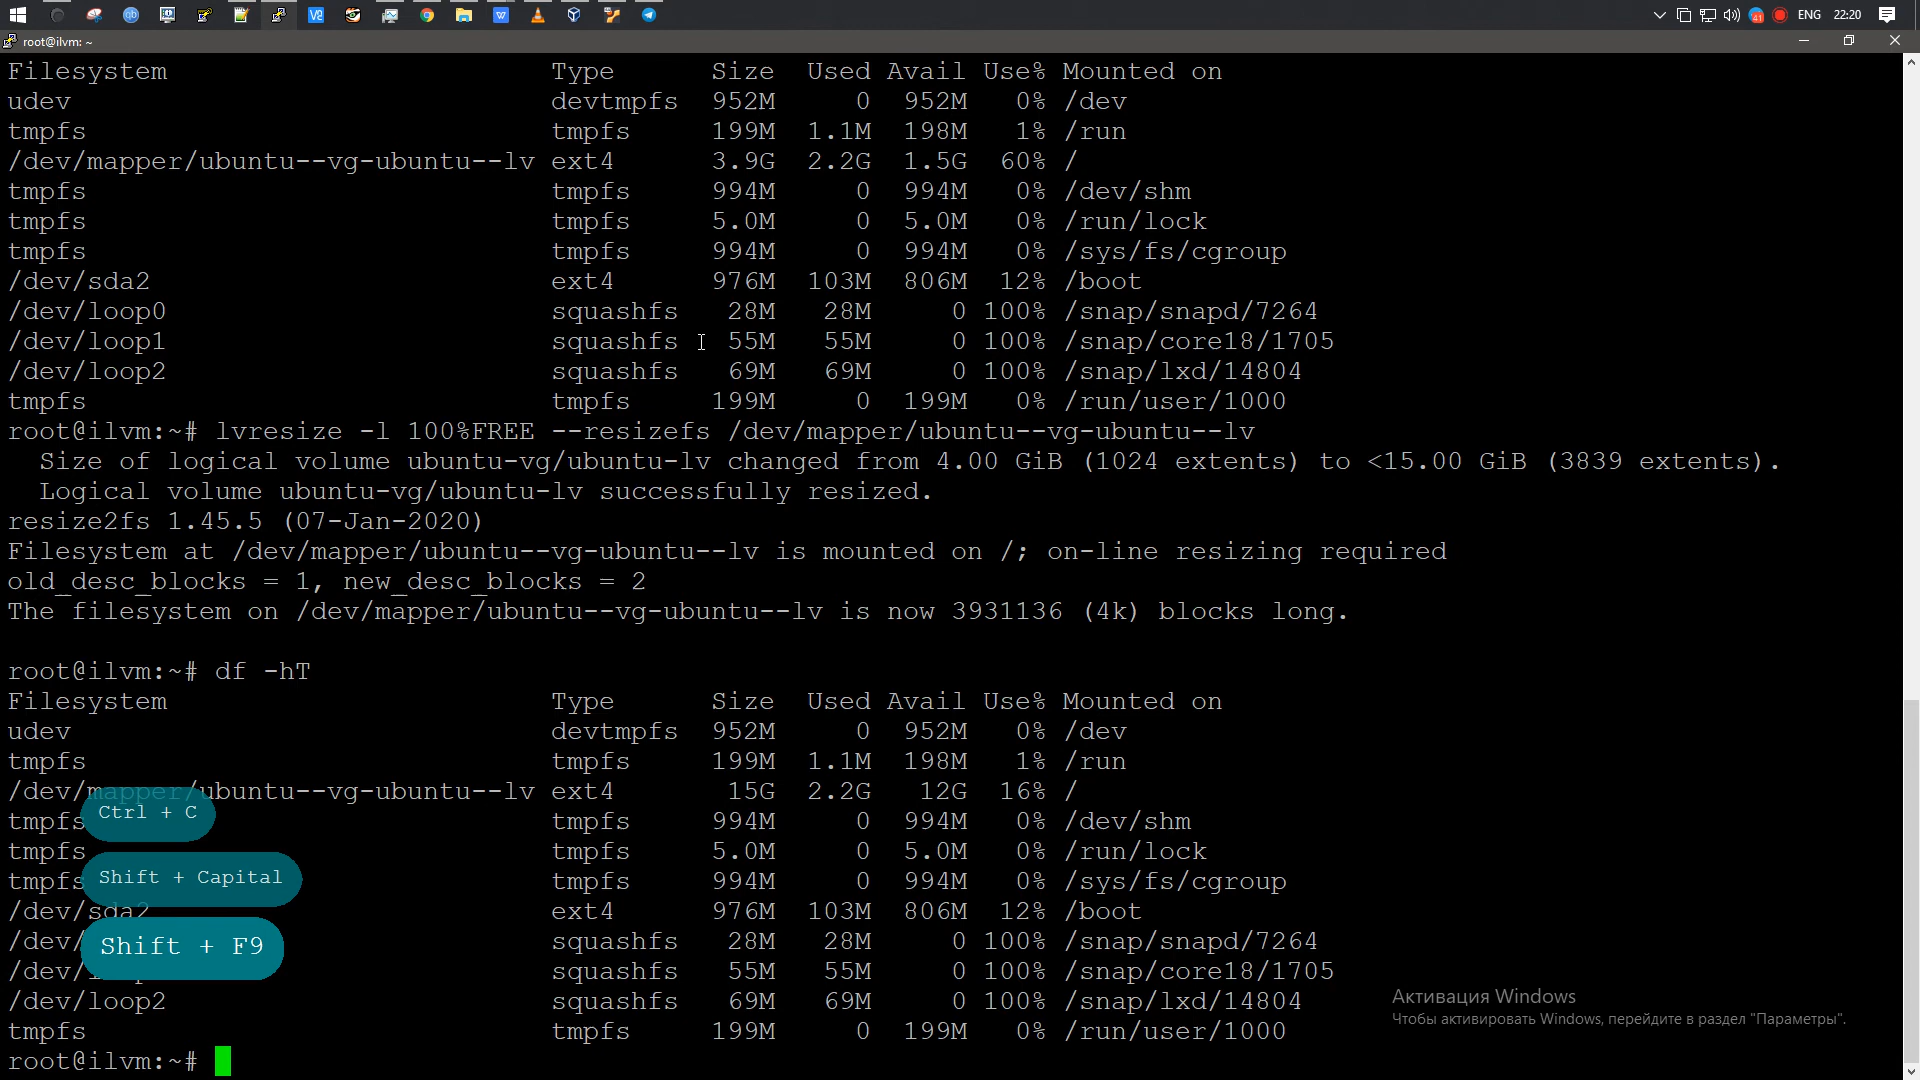 ENG 22:20
root@ilvm: ~
Filesystem Type Size Used Avail Use% Mounted on
udev devtmpfs 952M 0 952M 0% /dev
tmpfs tmpfs 199M 1.1M 198M 1% /run
/dev/mapper/ubuntu--vg-ubuntu--lv ext4 3.9G 2.2G 1.5G 60% /
tmpfs tmpfs 994M 0 994M 0% /dev/shm
tmpfs tmpfs 5.0M 0 5.0M 0% /run/lock
tmpfs tmpfs 994M 0 994M 0% /sys/fs/cgroup
/dev/sda2 ext4 976M 103M 806M 12% /boot
/dev/loop0 squashfs 28M 28M 0 100% /snap/snapd/7264
/dev/loop1 squashfs 55M 55M 0 100% /snap/core18/1705
/dev/loop2 squashfs 69M 69M 0 100% /snap/lxd/14804
tmpfs tmpfs 199M 0 199M 0% /run/user/1000
root@ilvm:~# lvresize -l 100%FREE --resizefs /dev/mapper/ubuntu--vg-ubuntu--lv
Size of logical volume ubuntu-vg/ubuntu-lv changed from 4.00 GiB (1024 extents) to <15.00 GiB (3839 extents).
Logical volume ubuntu-vg/ubuntu-lv successfully resized.
resize2fs 1.45.5 (07-Jan-2020)
Filesystem at /dev/mapper/ubuntu--vg-ubuntu--lv is mounted on /; on-line resizing required
old_desc_blocks = 1, new_desc_blocks = 2
The filesystem on /dev/mapper/ubuntu--vg-ubuntu--lv is now 3931136 (4k) blocks long.
root@ilvm:~# df -hT
Filesystem Type Size Used Avail Use% Mounted on
udev devtmpfs 952M 0 952M 0% /dev
tmpfs tmpfs 199M 1.1M 198M 1% /run
/dev/mapper/ubuntu--vg-ubuntu--lv ext4 15G 2.2G 12G 16% /
tmpfs tmpfs 994M 0 994M 0% /dev/shm
Ctrl + C
tmpfs tmpfs 5.0M 0 5.0M 0% /run/lock
tmpfs tmpfs 994M 0 994M 0% /sys/fs/cgroup
Shift + Capital
/dev/sda2 ext4 976M 103M 806M 12% /boot
/dev/ squashfs 28M 28M 0 100% /snap/snapd/7264
Shift + F9
/dev/ squashfs 55M 55M 0 100% /snap/core18/1705
/dev/loop2 squashfs 69M 69M 0 100% /snap/lxd/14804
tmpfs tmpfs 199M 0 199M 0% /run/user/1000
root@ilvm:~#
Активация Windows
Чтобы активировать Windows, перейдите в раздел "Параметры".